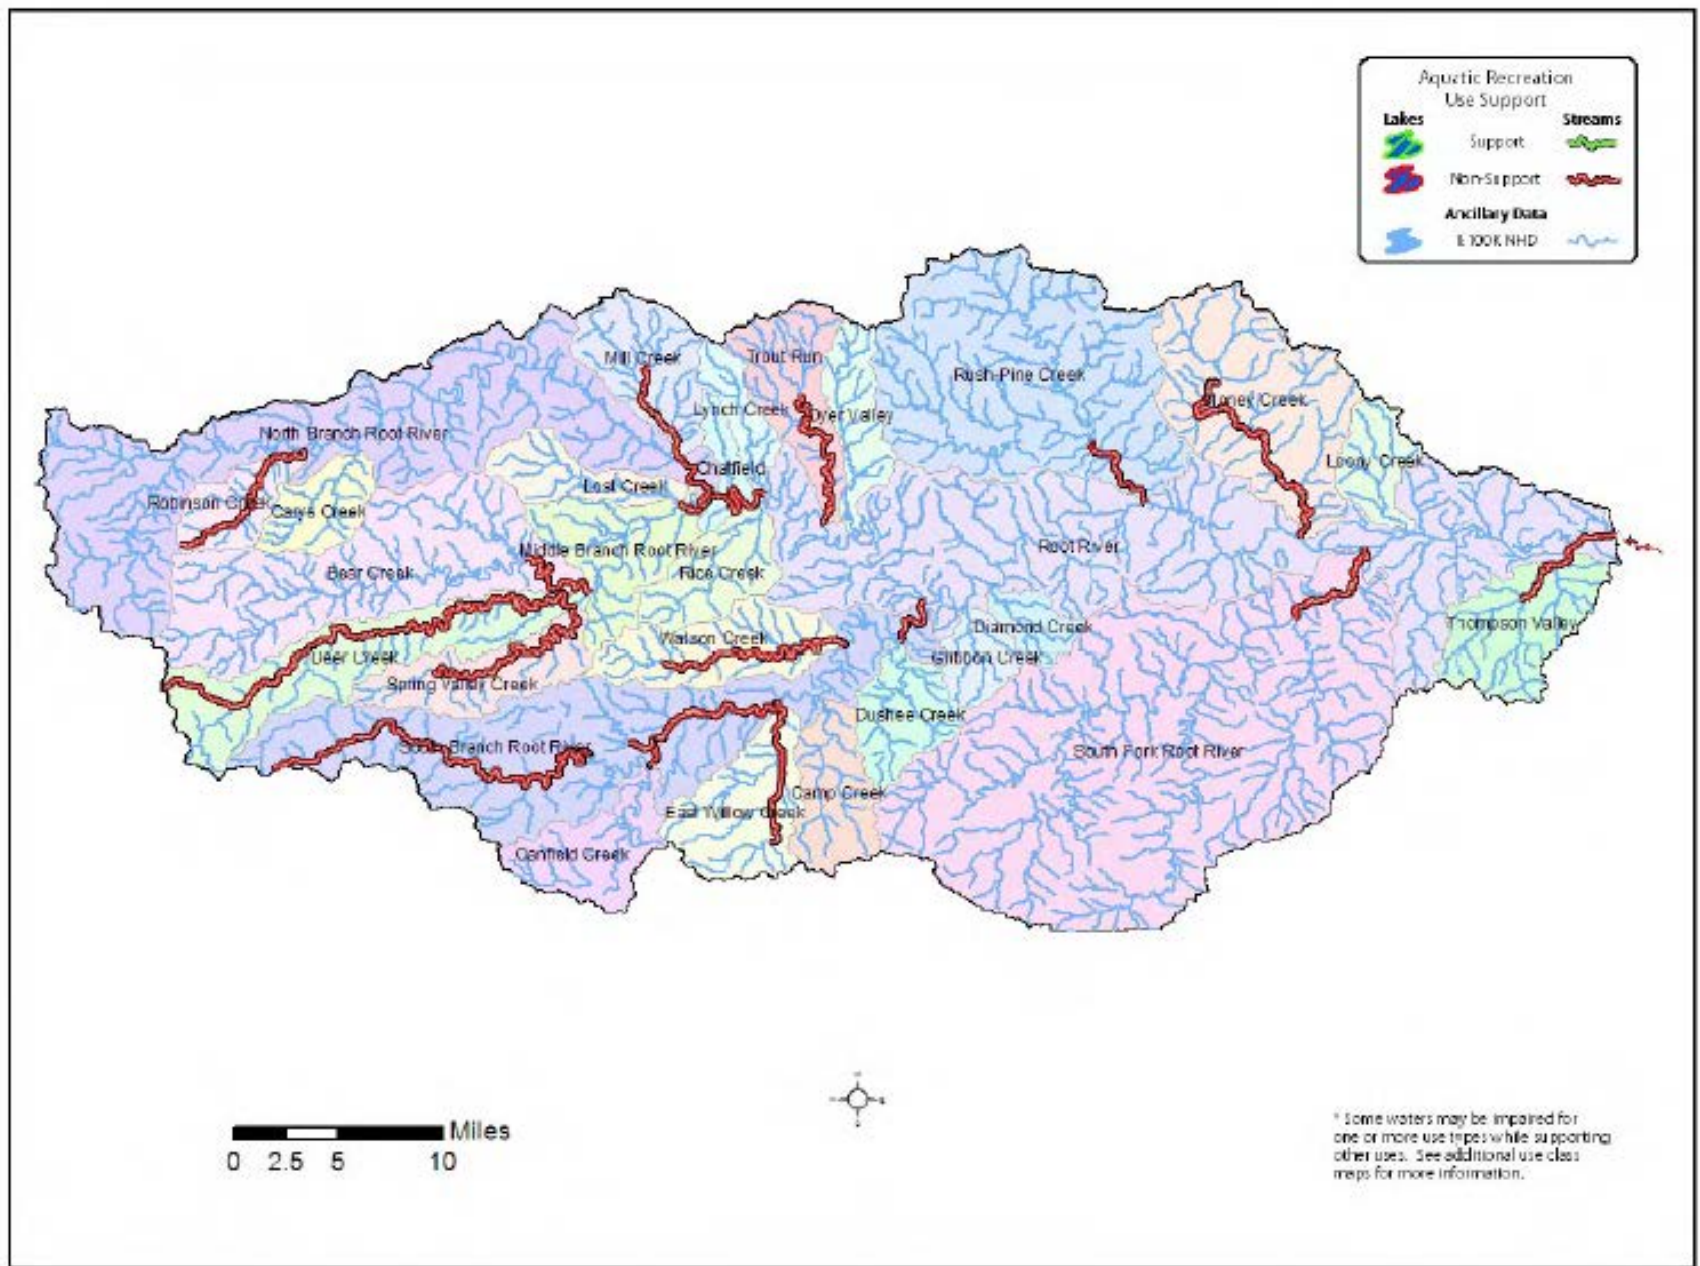 Aquatic Recreation
Use Support
Lakes Streams
Support
Non-Support
Ancillary Data
1:100K NHD
Mill Creek
Trout Run
Rush-Pine Creek
Lynch Creek
Dyer Valley
Money Creek
North Branch Root River
Chatfield
Looney Creek
Lost Creek
Robinson Creek
Carys Creek
Middle Branch Root River
Root River
Bear Creek
Rice Creek
Watson Creek
Diamond Creek
Thompson Valley
Deer Creek
Gribben Creek
Spring Valley Creek
Dushee Creek
South Branch Root River
South Fork Root River
Camp Creek
East Willow Creek
Canfield Creek
Miles
0 2.5 5 10
* Some waters may be impaired for
one or more use types while supporting
other uses. See additional use class
maps for more information.